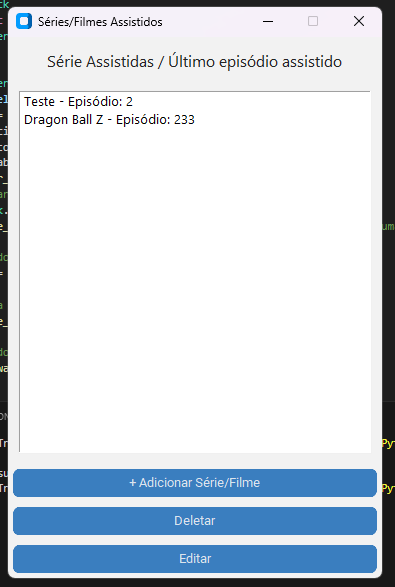 Séries/Filmes Assistidos
Série Assistidas / Último episódio assistido
Teste - Episódio: 2
Dragon Ball Z - Episódio: 233
+ Adicionar Série/Filme
Deletar
Editar